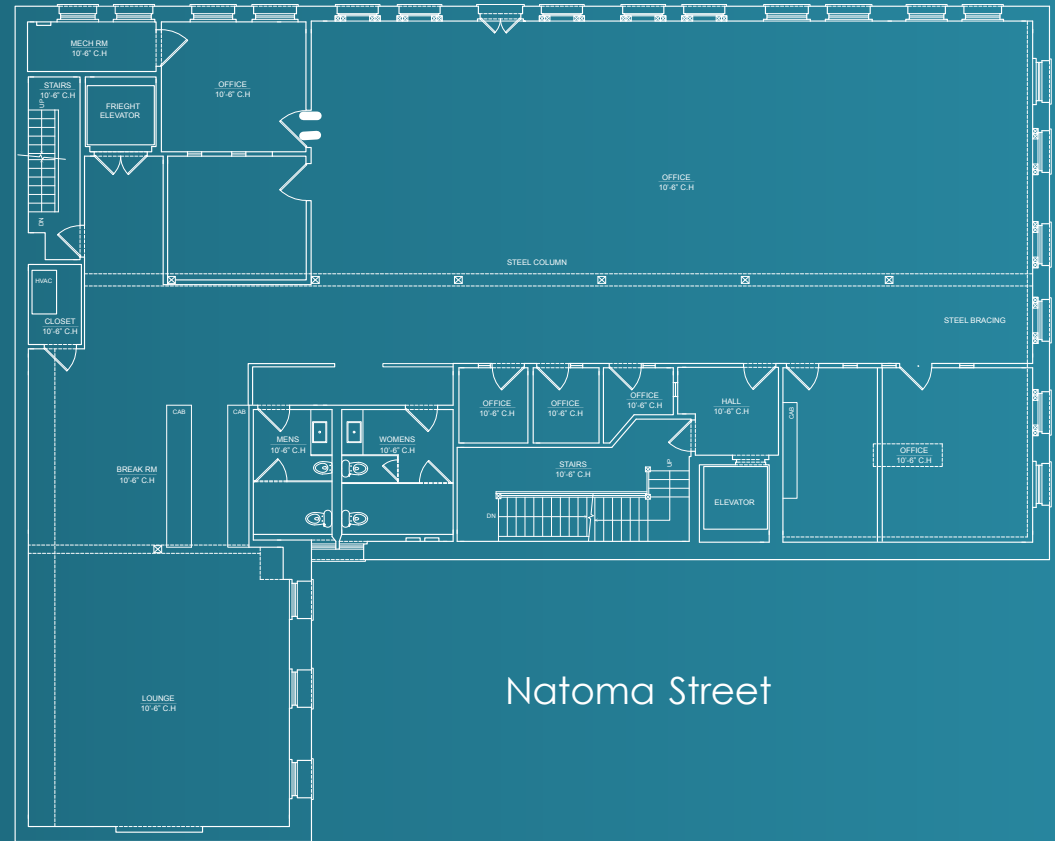 MECH RM
10'-6" C.H
STAIRS
10'-6" C.H
UP
DN
FRIEGHT
ELEVATOR
OFFICE
10'-6" C.H
OFFICE
10'-6" C.H
STEEL COLUMN
STEEL BRACING
HVAC
CLOSET
10'-6" C.H
CAB
CAB
BREAK RM
10'-6" C.H
MENS
10'-6" C.H
WOMENS
10'-6" C.H
OFFICE
10'-6" C.H
OFFICE
10'-6" C.H
OFFICE
10'-6" C.H
HALL
10'-6" C.H
CAB
OFFICE
10'-6" C.H
STAIRS
10'-6" C.H
UP
DN
ELEVATOR
LOUNGE
10'-6" C.H
Natoma Street